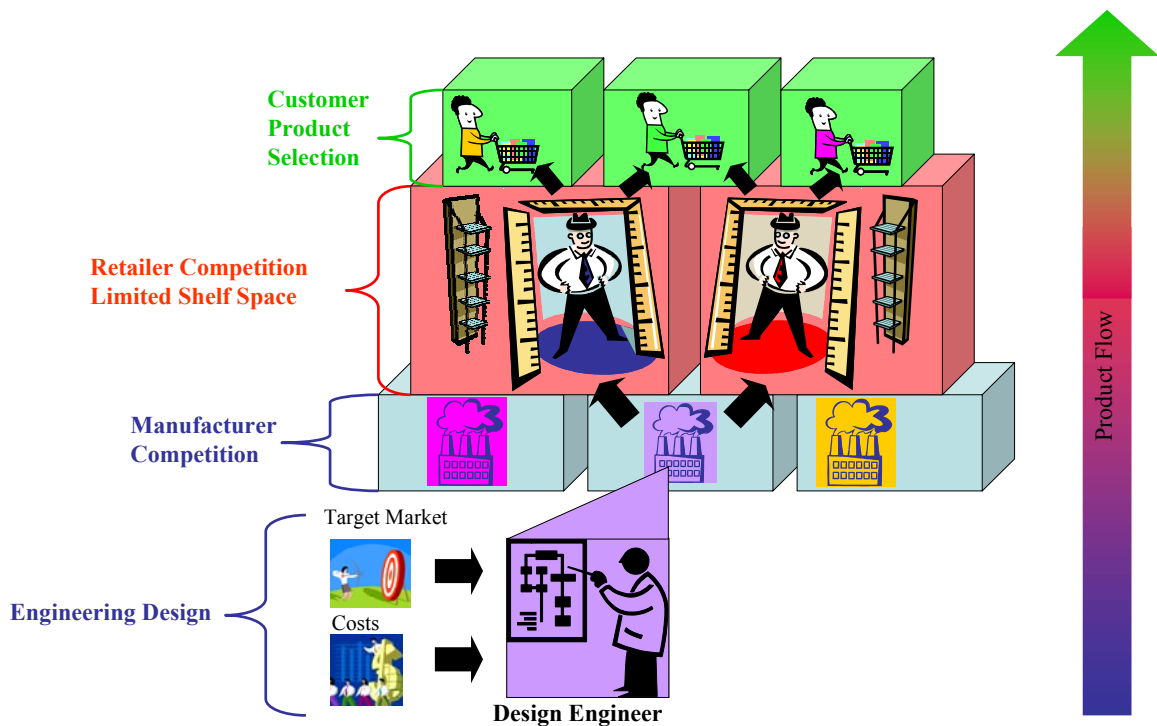 Customer
Product
Selection
Retailer Competition
Limited Shelf Space
Manufacturer
Competition
Target Market
Engineering Design
Costs
Design Engineer
Product Flow